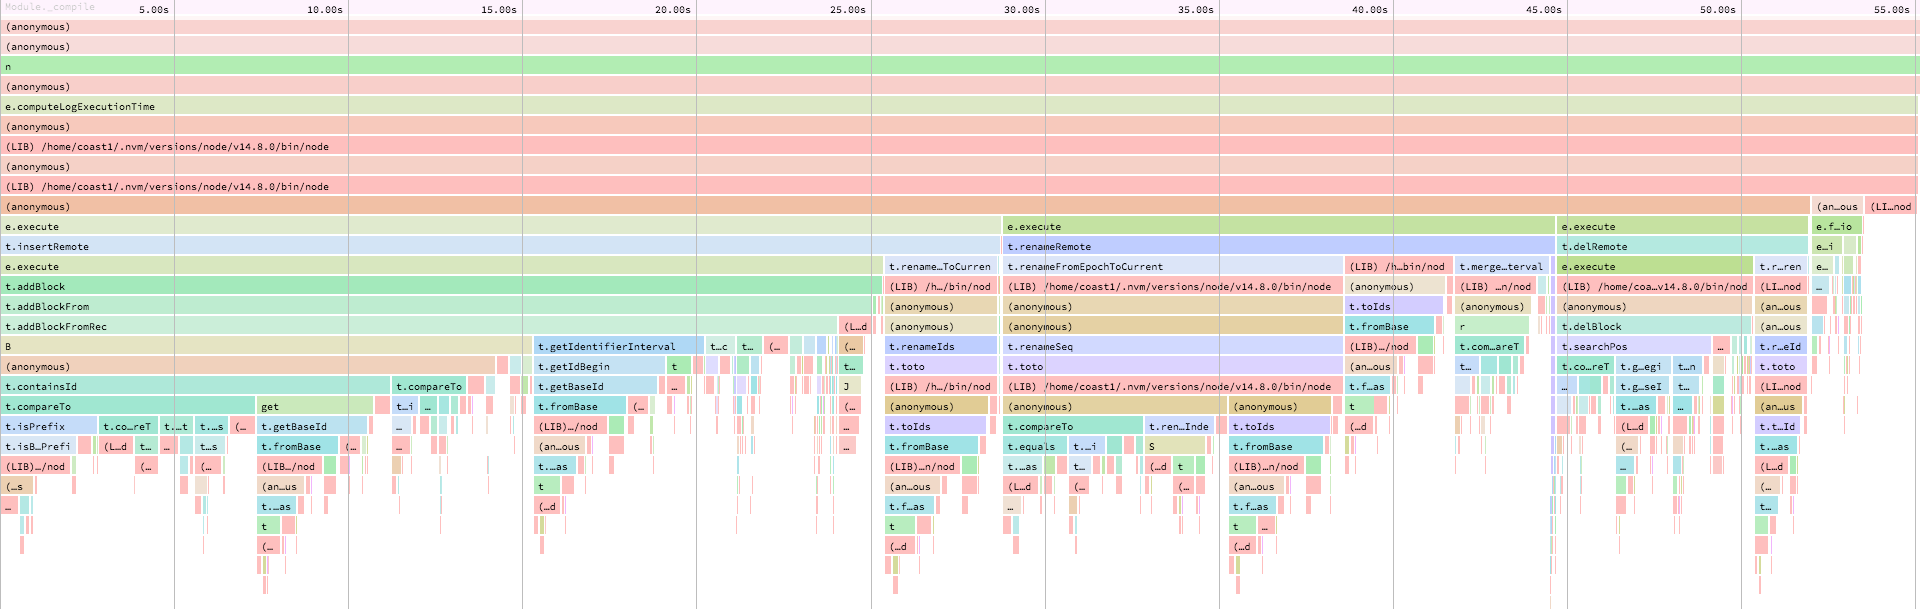 Module._compile
5.00s 10.00s 15.00s 20.00s 25.00s 30.00s 35.00s 40.00s 45.00s 50.00s 55.00s
(anonymous)
(anonymous)
n
(anonymous)
e.computeLogExecutionTime
(anonymous)
(LIB) /home/coast1/.nvm/versions/node/v14.8.0/bin/node
(anonymous)
(LIB) /home/coast1/.nvm/versions/node/v14.8.0/bin/node
(anonymous) (an…ous (LI…nod
e.execute e.execute e.execute e.f…io
t.insertRemote t.renameRemote t.delRemote e…i
e.execute t.rename…ToCurren t.renameFromEpochToCurrent (LIB) /h…bin/nod t.merge…terval e.execute t.r…ren e…
t.addBlock (LIB) /h…/bin/nod (LIB) /home/coast1/.nvm/versions/node/v14.8.0/bin/node (anonymous) (LIB) …n/nod (LIB) /home/coa…v14.8.0/bin/nod (LI…nod …
t.addBlockFrom (anonymous) (anonymous) t.toIds (anonymous) (anonymous) (an…ous
t.addBlockFromRec (L…d (anonymous) (anonymous) t.fromBase r t.delBlock (an…ous
B t.getIdentifierInterval t…c t… (… (… t.renameIds t.renameSeq (LIB)…/nod t.com…areT t.searchPos … t.r…eId
(anonymous) t.getIdBegin t t… t.toto t.toto (an…ous t… t.co…reT t.g…egi t…n t.toto
t.containsId t.compareTo t.getBaseId … J (LIB) /h…/bin/nod (LIB) /home/coast1/.nvm/versions/node/v14.8.0/bin/node t.f…as … t.g…seI t… (LI…nod
t.compareTo get t…i … t.fromBase (… (… (anonymous) (anonymous) (anonymous) t t.…as … (an…us
t.isPrefix t.co…reT t.…t t…s (… t.getBaseId … (LIB)…/nod … t.toIds t.compareTo t.ren…Inde t.toIds (…d (L…d t.t…Id
t.isB…Prefi (L…d t… … t…s t.fromBase (… … (an…ous … t.fromBase t.equals t…i S t.fromBase (… t.…as
(LIB)…/nod (… (… (LIB…/nod t.…as (LIB)…n/nod t.…as t… (…d t (LIB)…n/nod … (L…d
(…s (an…us t (an…ous (L…d (… (… (an…ous (…
… t.…as (…d t.f…as … t.f…as t…
t t t …
(… (…d (…d